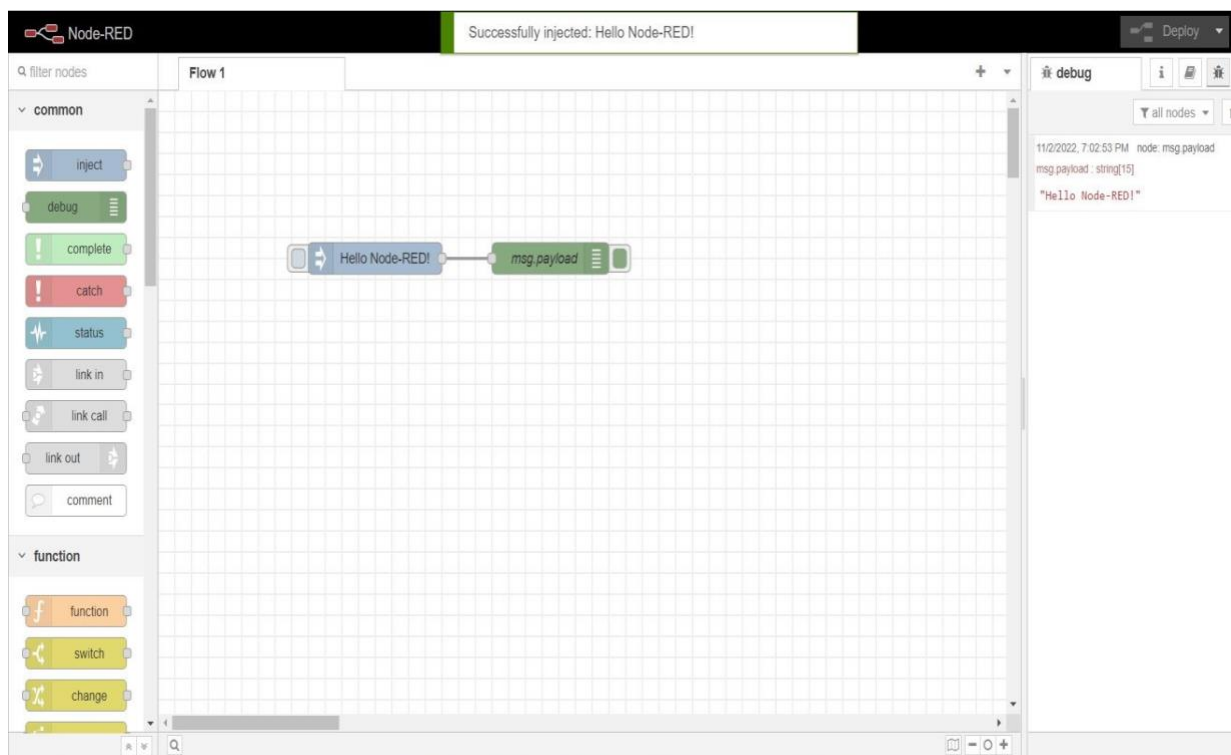 Node-RED
Successfully injected: Hello Node-RED!
Deploy
filter nodes
Flow 1
debug
i
all nodes
common
inject
debug
complete
catch
status
link in
link call
link out
comment
function
function
switch
change
Hello Node-RED!
msg.payload
11/2/2022, 7:02:53 PM node: msg.payload
msg.payload : string[15]
"Hello Node-RED!"